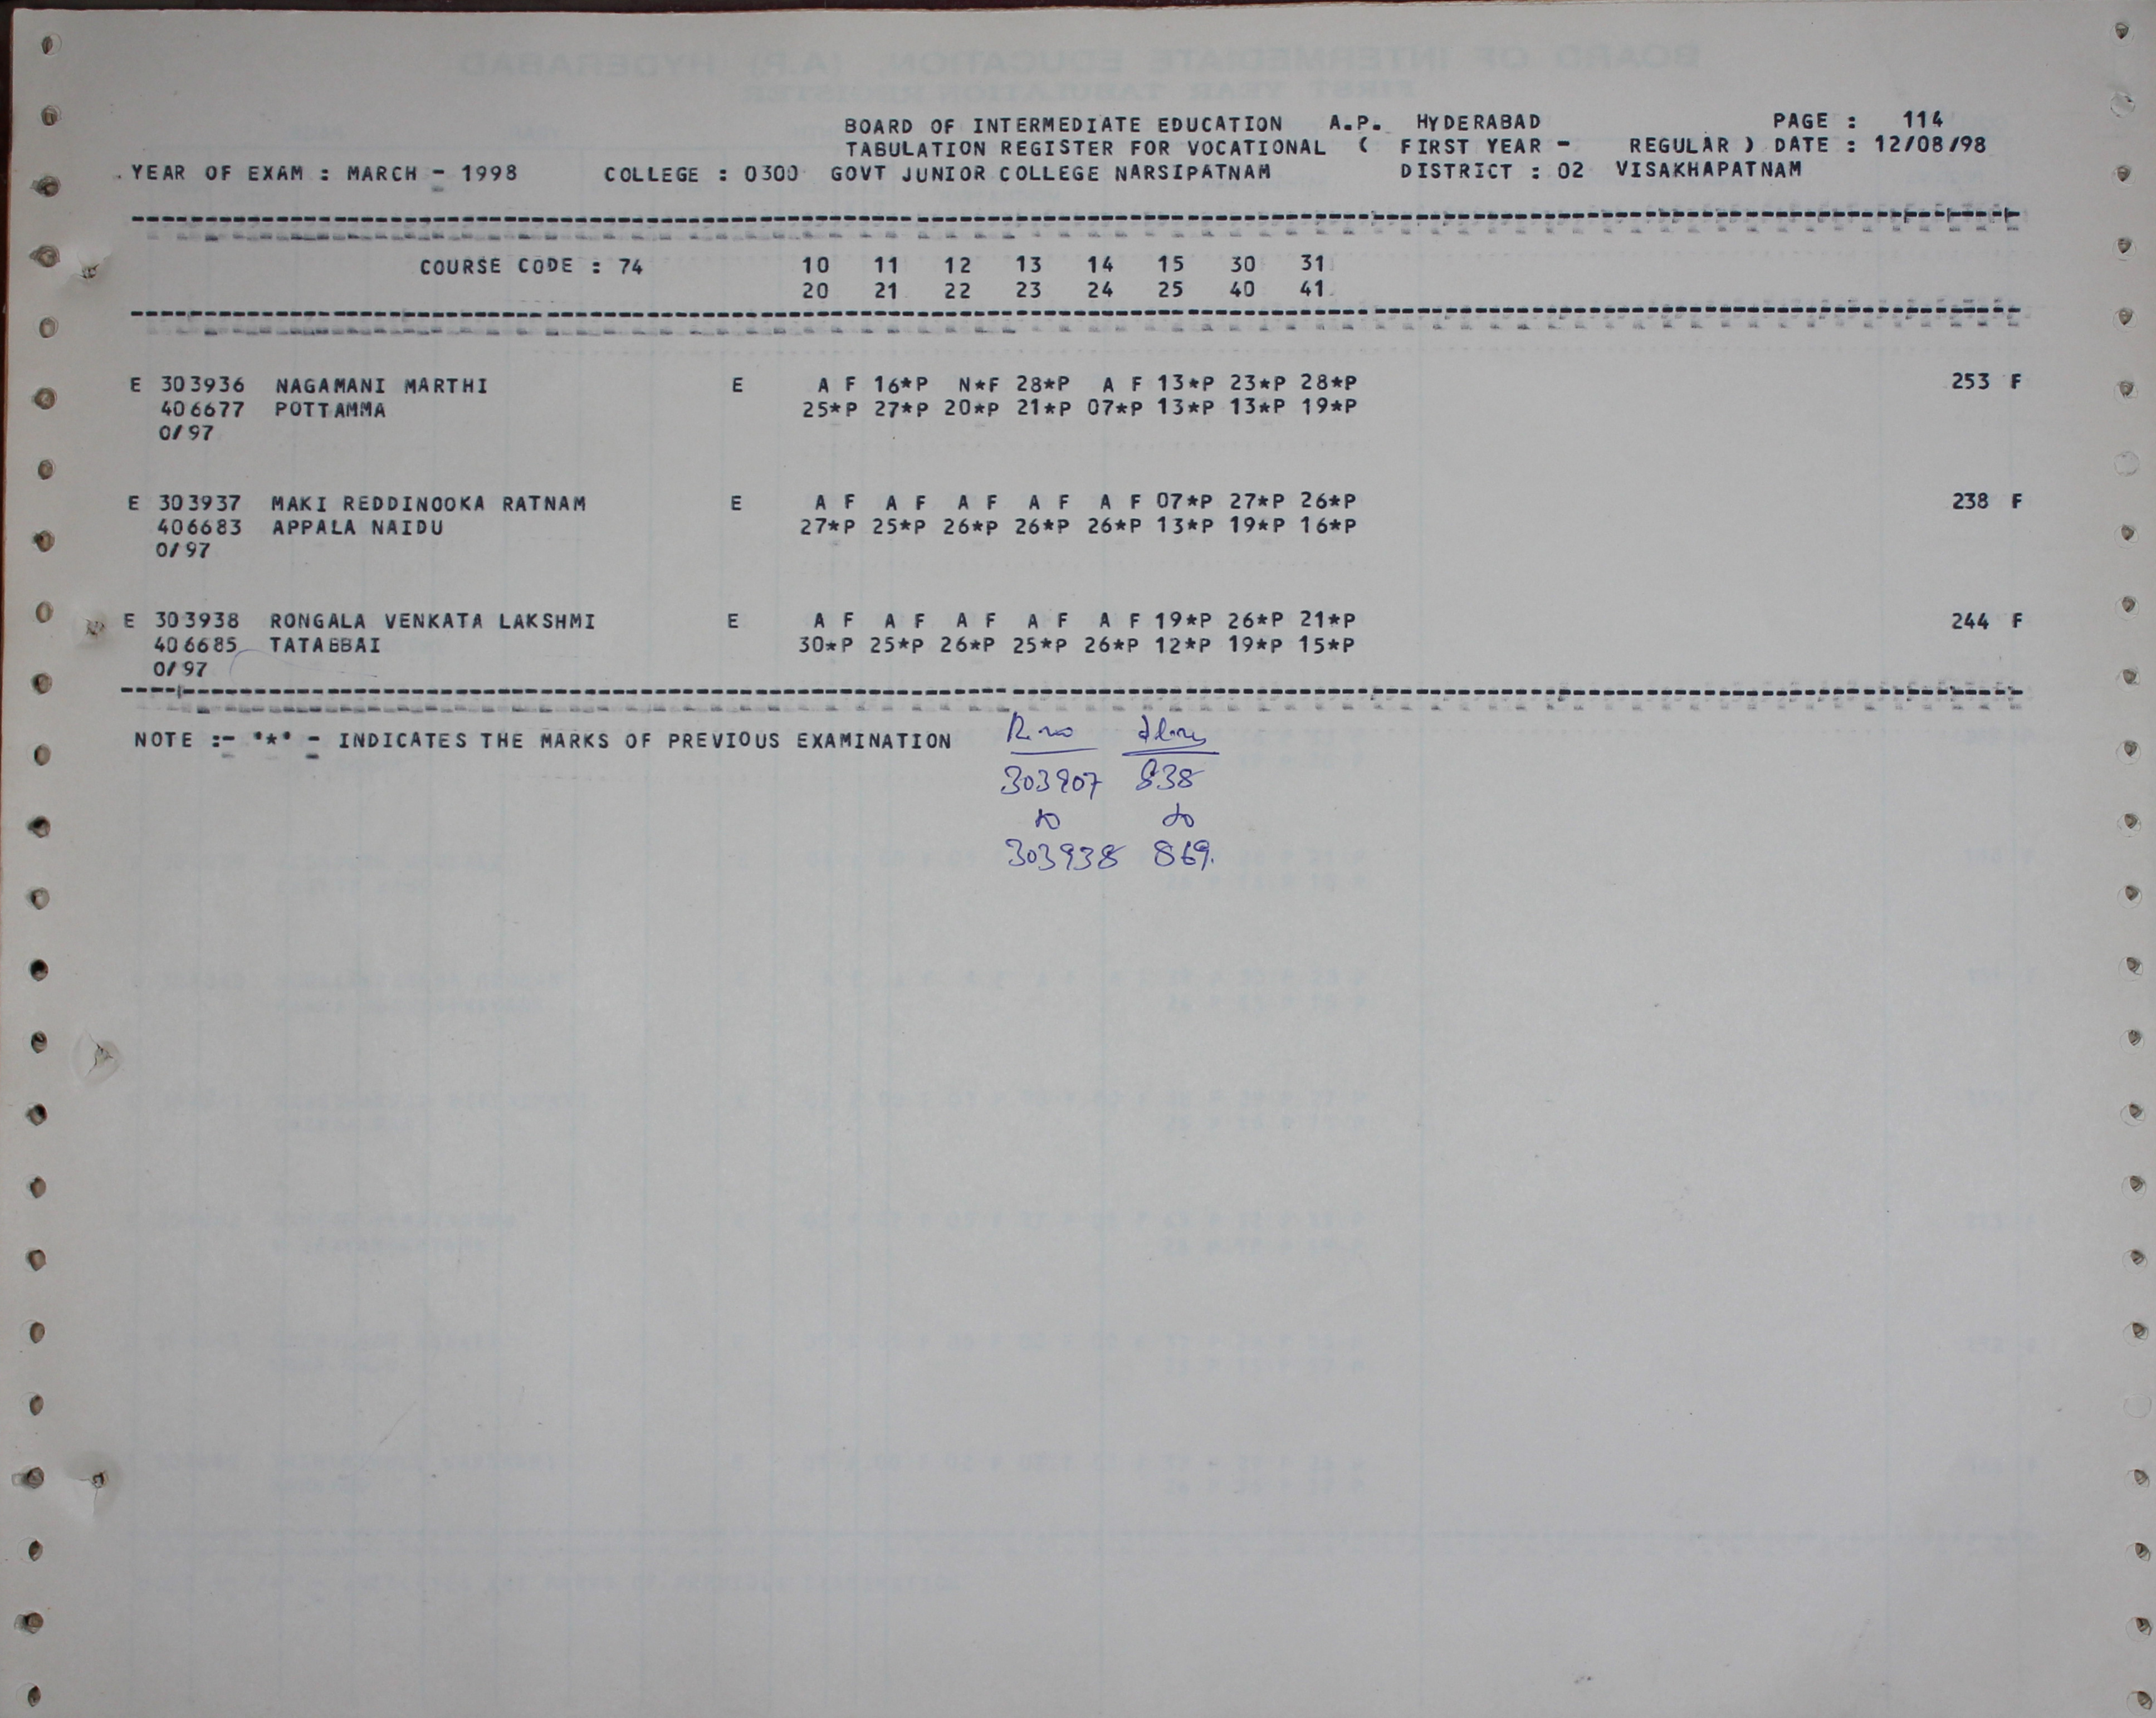 BOARD OF INTERMEDIATE EDUCATION A.P. HYDERABAD PAGE : 114
TABULATION REGISTER FOR VOCATIONAL ( FIRST YEAR - REGULAR ) DATE : 12/08/98
YEAR OF EXAM : MARCH - 1998 COLLEGE : 0300 GOVT JUNIOR COLLEGE NARSIPATNAM DISTRICT : 02 VISAKHAPATNAM
COURSE CODE : 74 10 11 12 13 14 15 30 31
20 21 22 23 24 25 40 41
E 303936 NAGAMANI MARTHI E A F 16*P N*F 28*P A F 13*P 23*P 28*P 253 F
406677 POTTAMMA 25*P 27*P 20*P 21*P 07*P 13*P 13*P 19*P
0/97
E 303937 MAKI REDDINOOKA RATNAM E A F A F A F A F A F 07*P 27*P 26*P 238 F
406683 APPALA NAIDU 27*P 25*P 26*P 26*P 26*P 13*P 19*P 16*P
0/97
E 303938 RONGALA VENKATA LAKSHMI E A F A F A F A F A F 19*P 26*P 21*P 244 F
406685 TATABBAI 30*P 25*P 26*P 25*P 26*P 12*P 19*P 15*P
0/97
NOTE :- '*' - INDICATES THE MARKS OF PREVIOUS EXAMINATION
R.no
303907 838
to to
303938 869.